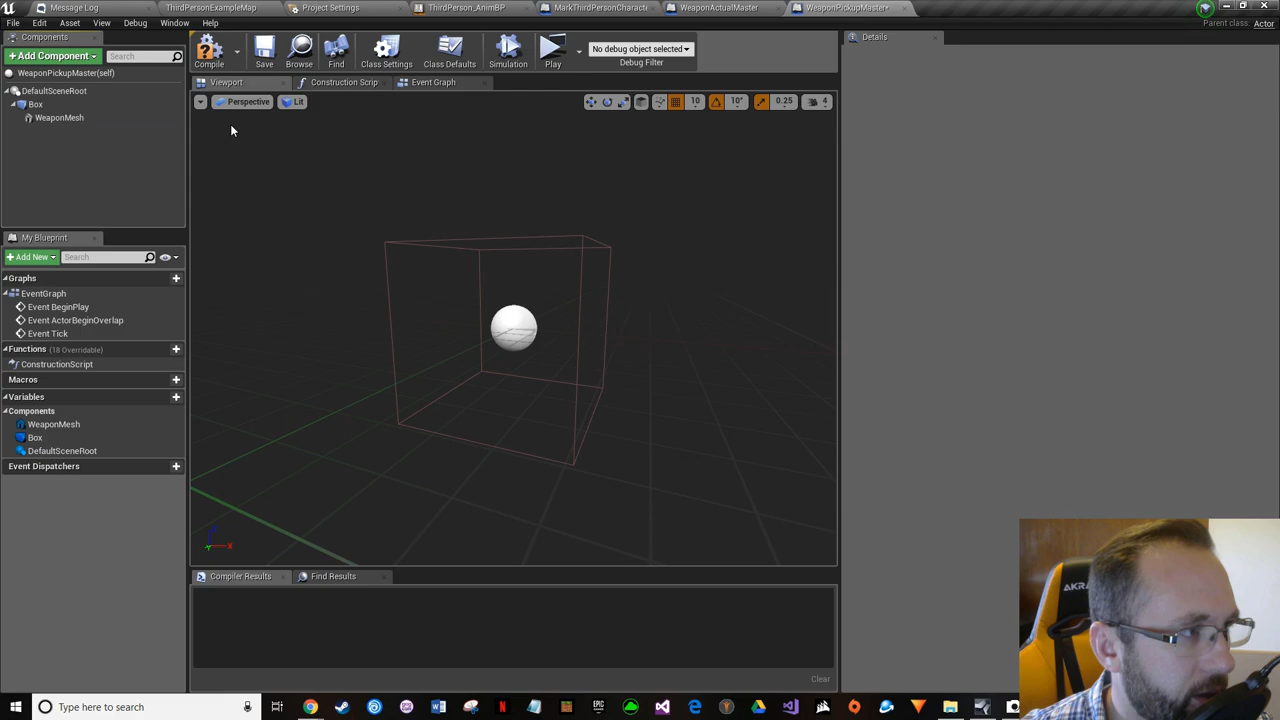 Message Log
ThirdPersonExampleMap
Project Settings
ThirdPerson_AnimBP
MarkThirdPersonCharacte
WeaponActualMaster
WeaponPickupMaster*
File
Edit
Asset
View
Debug
Window
Help
Parent class: Actor
Components
+Add Component
Search
WeaponPickupMaster(self)
DefaultSceneRoot
Box
WeaponMesh
Compile
Save
Browse
Find
Class Settings
Class Defaults
Simulation
Play
No debug object selected
Debug Filter
Details
Viewport
Construction Scrip
Event Graph
Perspective
Lit
10
10°
0.25
4
My Blueprint
+Add New
Search
Graphs
EventGraph
Event BeginPlay
Event ActorBeginOverlap
Event Tick
Functions (18 Overridable)
ConstructionScript
Macros
Variables
Components
WeaponMesh
Box
DefaultSceneRoot
Event Dispatchers
X
Compiler Results
Find Results
Clear
AKRA
Type here to search